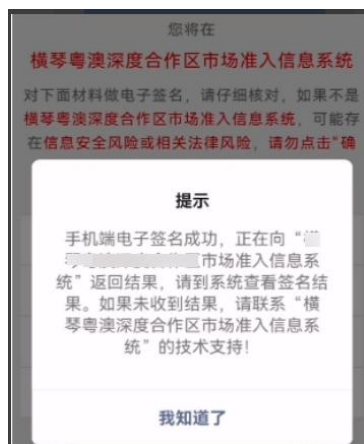 您将在
横琴粤澳深度合作区市场准入信息系统
对下面材料做电子签名，请仔细核对，如果不是
横琴粤澳深度合作区市场准入信息系统，可能存
在信息安全风险或相关法律风险，请勿点击“确
提示
手机端电子签名成功，正在向“
市场准入信息系
统”返回结果，请到系统查看签名结
果。如果未收到结果，请联系“横
琴粤澳深度合作区市场准入信息系
统”的技术支持！
我知道了